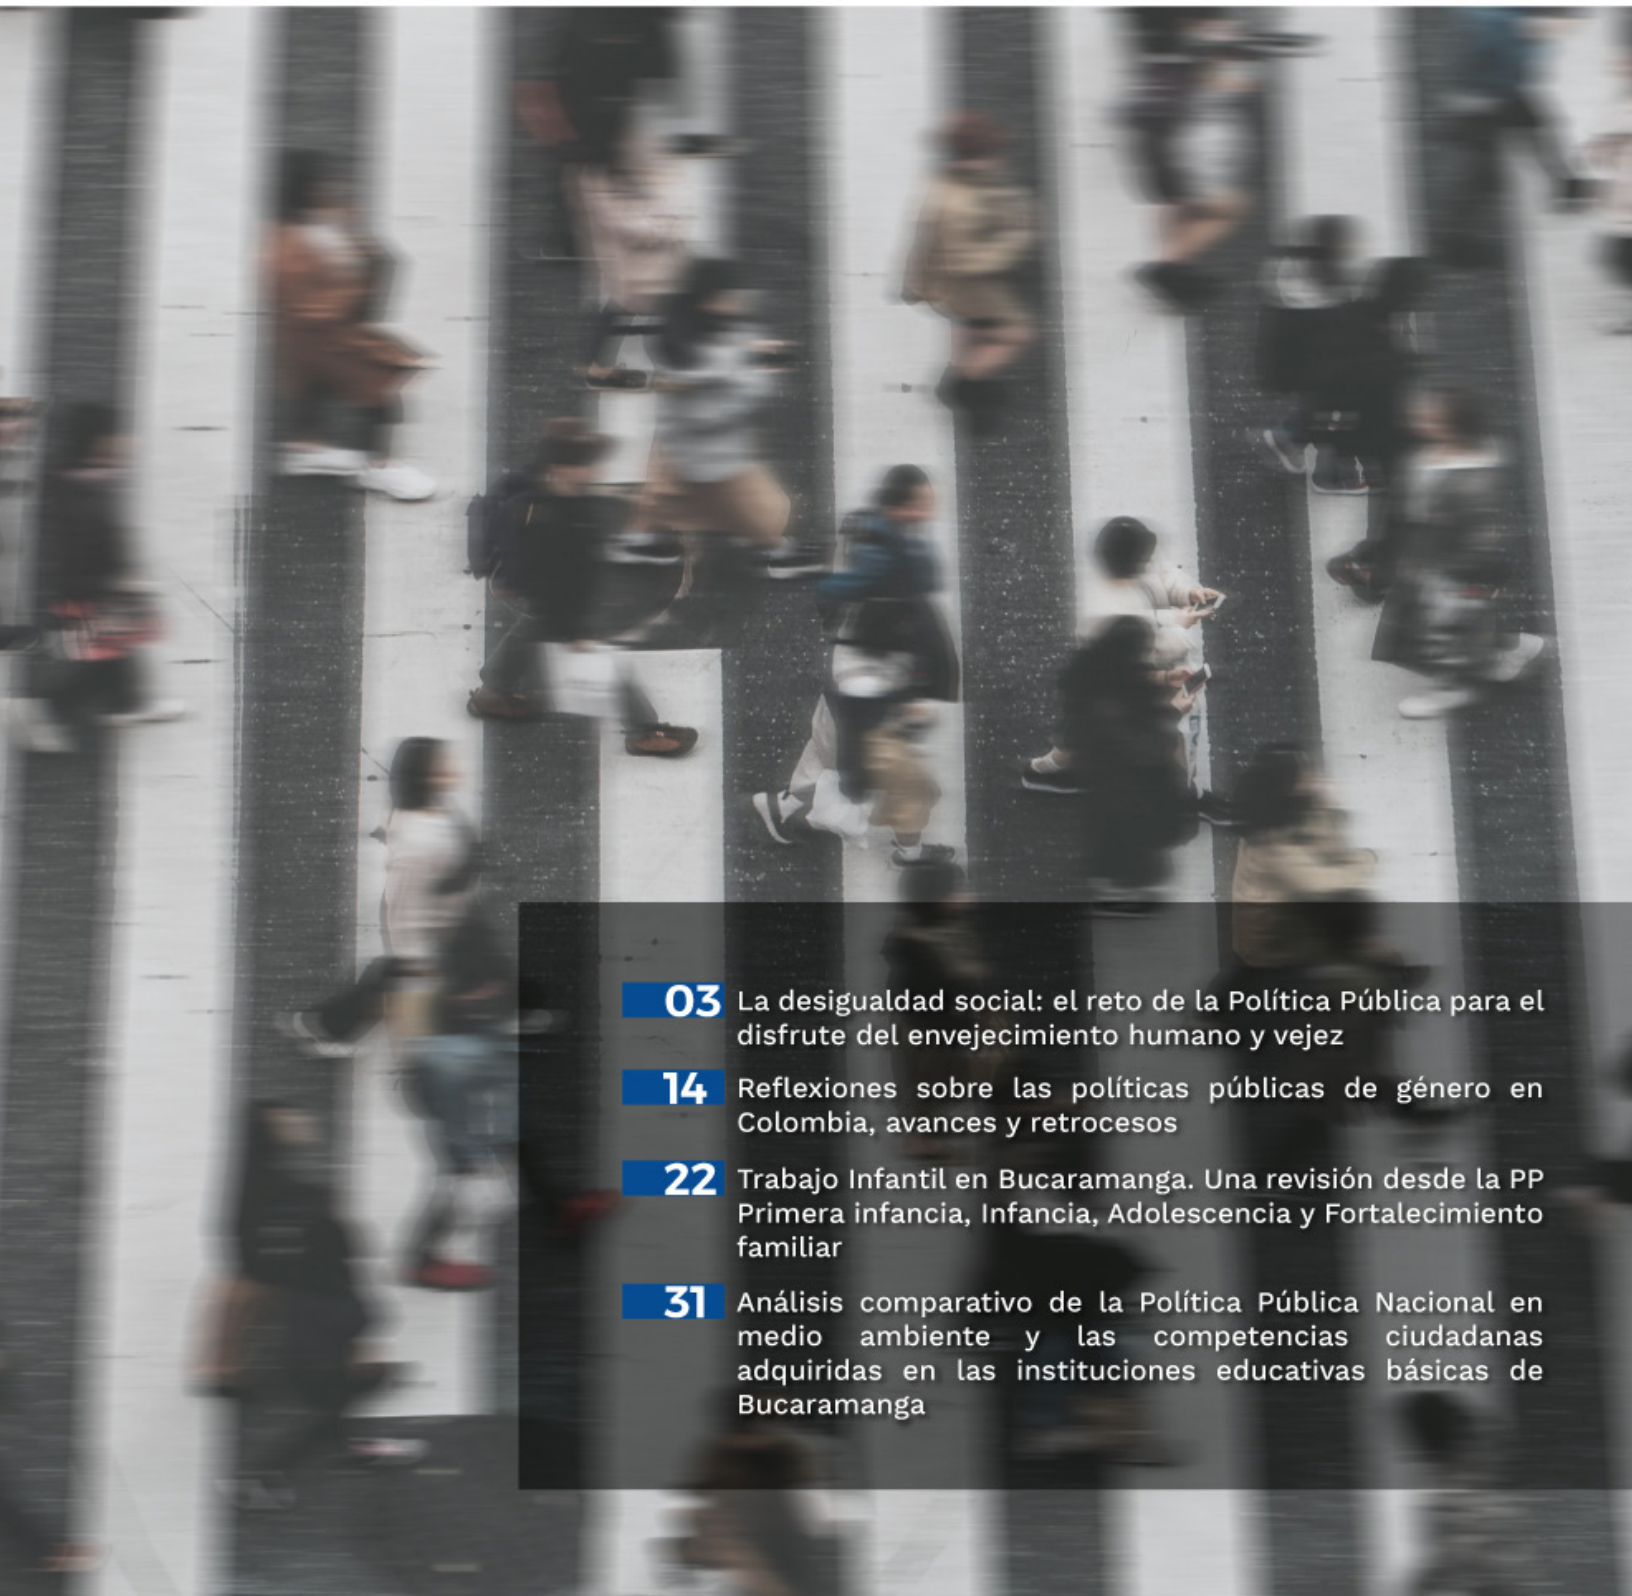 03 La desigualdad social: el reto de la Política Pública para el
disfrute del envejecimiento humano y vejez
14 Reflexiones sobre las políticas públicas de género en
Colombia, avances y retrocesos
22 Trabajo Infantil en Bucaramanga. Una revisión desde la PP
Primera infancia, Infancia, Adolescencia y Fortalecimiento
familiar
31 Análisis comparativo de la Política Pública Nacional en
medio ambiente y las competencias ciudadanas
adquiridas en las instituciones educativas básicas de
Bucaramanga